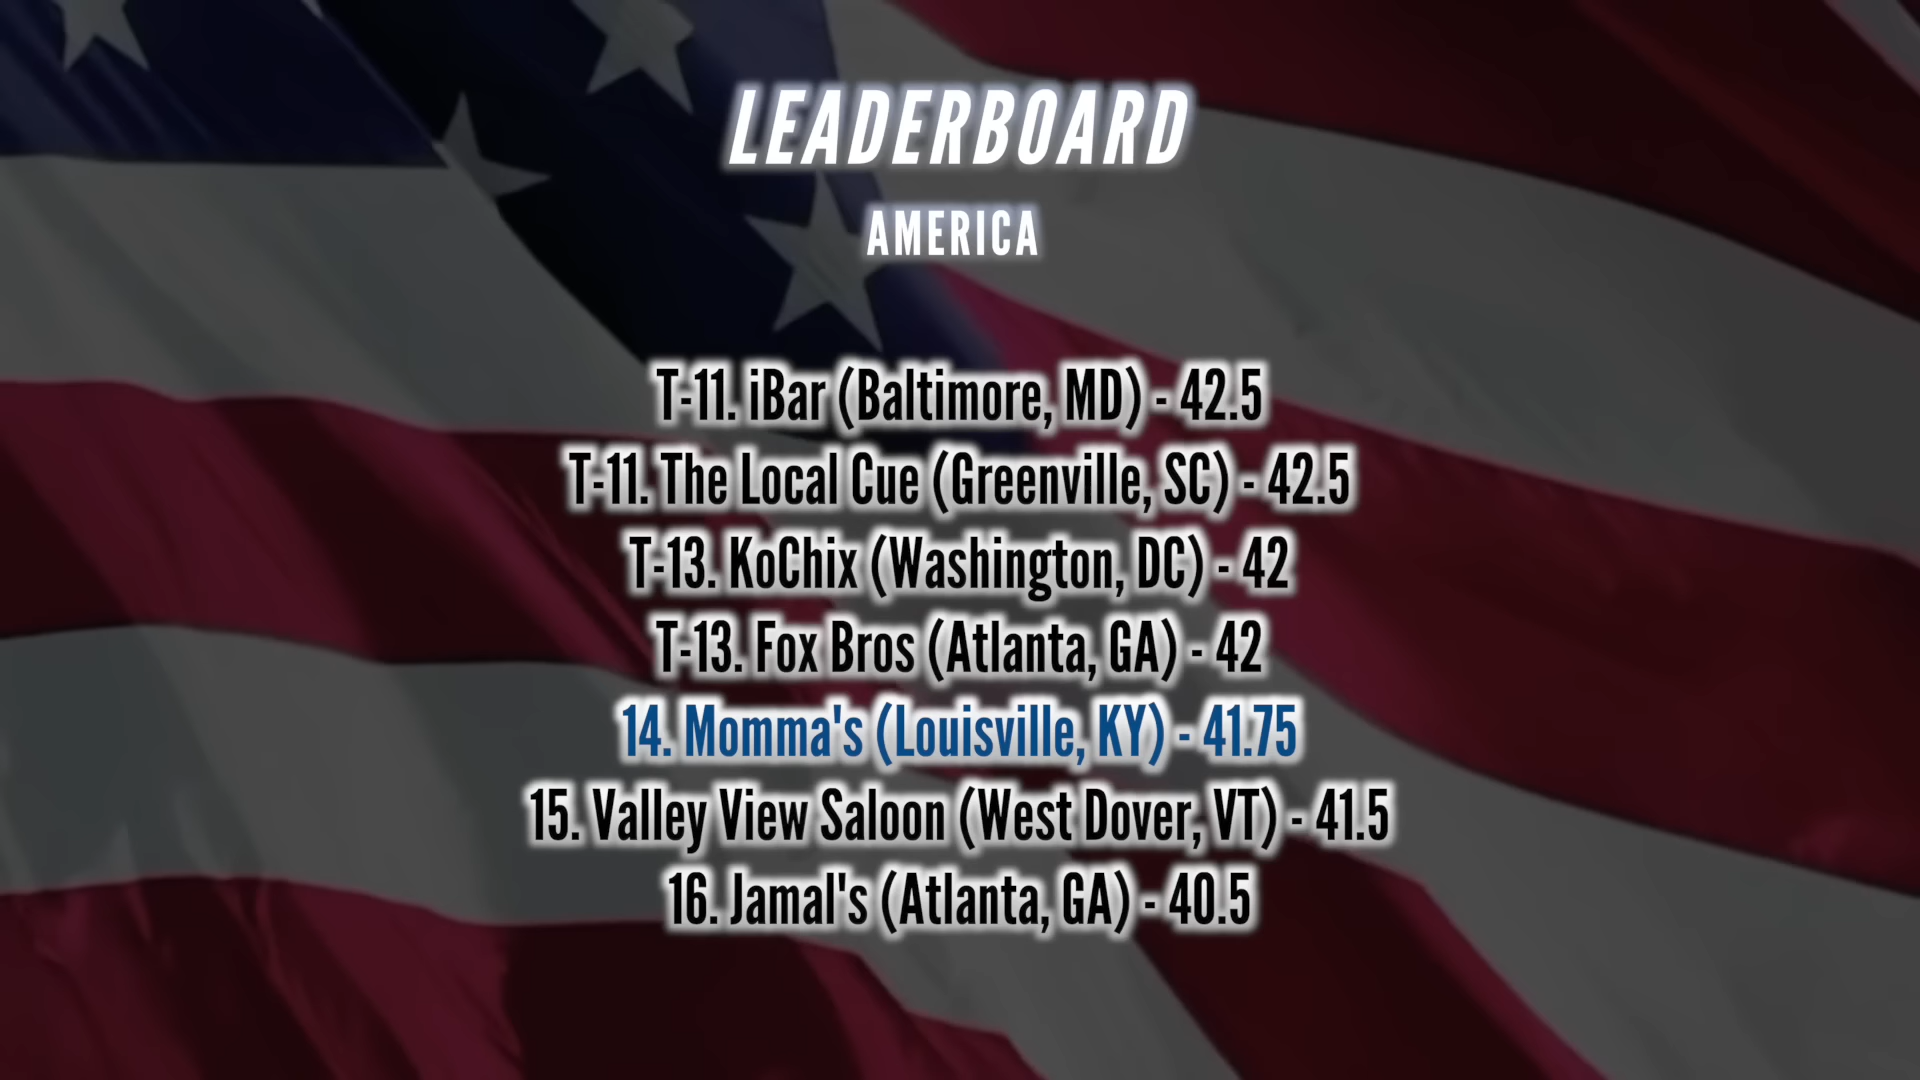 LEADERBOARD
AMERICA
T-11. iBar (Baltimore, MD) - 42.5
T-11. The Local Cue (Greenville, SC) - 42.5
T-13. KoChix (Washington, DC) - 42
T-13. Fox Bros (Atlanta, GA) - 42
14. Momma's (Louisville, KY) - 41.75
15. Valley View Saloon (West Dover, VT) - 41.5
16. Jamal's (Atlanta, GA) - 40.5